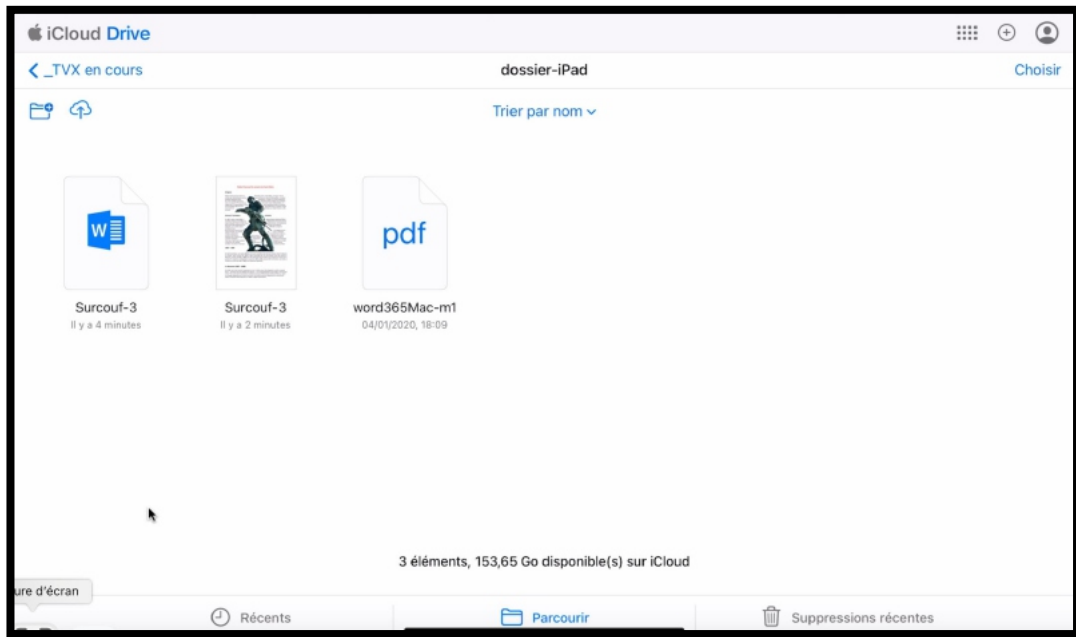 iCloud Drive
_TVX en cours
dossier-iPad
Choisir
Trier par nom
W
pdf
Surcouf-3
Surcouf-3
word365Mac-m1
Il y a 4 minutes
Il y a 2 minutes
04/01/2020, 18:09
3 éléments, 153,65 Go disponible(s) sur iCloud
ure d'écran
Récents
Parcourir
Suppressions récentes